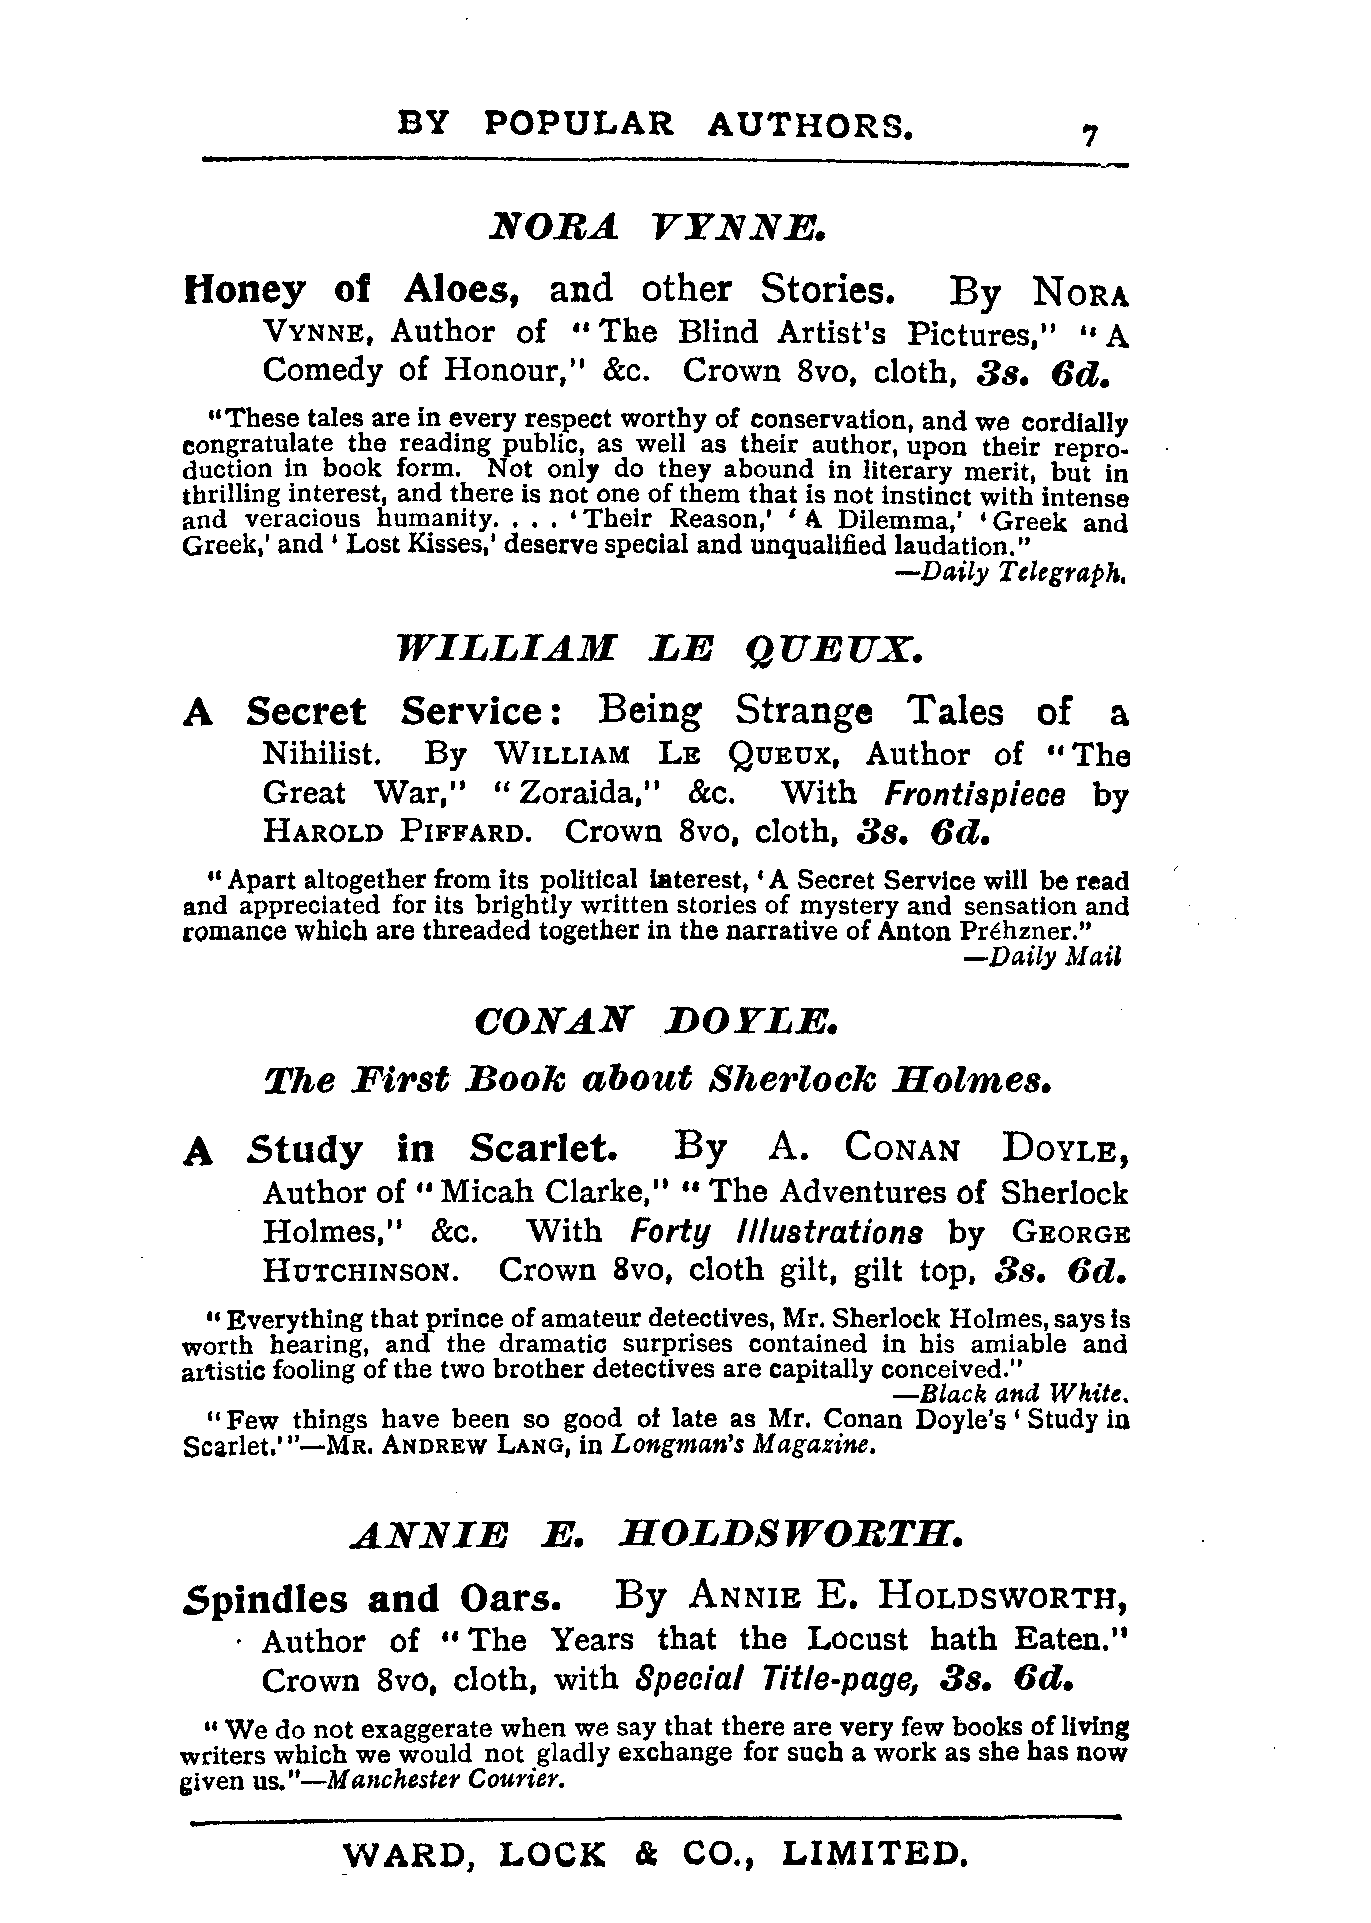 BY POPULAR AUTHORS. 7
NORA VYNNE.
Honey of Aloes, and other Stories. By NORA
VYNNE, Author of "The Blind Artist's Pictures," "A
Comedy of Honour," &c. Crown 8vo, cloth, 3s. 6d.
"These tales are in every respect worthy of conservation, and we cordially
congratulate the reading public, as well as their author, upon their repro-
duction in book form. Not only do they abound in literary merit, but in
thrilling interest, and there is not one of them that is not instinct with intense
and veracious humanity. . . . 'Their Reason,' 'A Dilemma,' 'Greek and
Greek,' and 'Lost Kisses,' deserve special and unqualified laudation."
—Daily Telegraph.
WILLIAM LE QUEUX.
A Secret Service: Being Strange Tales of a
Nihilist. By WILLIAM LE QUEUX, Author of "The
Great War," "Zoraida," &c. With Frontispiece by
HAROLD PIFFARD. Crown 8vo, cloth, 3s. 6d.
"Apart altogether from its political interest, 'A Secret Service will be read
and appreciated for its brightly written stories of mystery and sensation and
romance which are threaded together in the narrative of Anton Préhzner."
—Daily Mail
CONAN DOYLE.
The First Book about Sherlock Holmes.
A Study in Scarlet. By A. CONAN DOYLE,
Author of "Micah Clarke," "The Adventures of Sherlock
Holmes," &c. With Forty Illustrations by GEORGE
HUTCHINSON. Crown 8vo, cloth gilt, gilt top, 3s. 6d.
"Everything that prince of amateur detectives, Mr. Sherlock Holmes, says is
worth hearing, and the dramatic surprises contained in his amiable and
artistic fooling of the two brother detectives are capitally conceived."
—Black and White.
"Few things have been so good of late as Mr. Conan Doyle's 'Study in
Scarlet.'"—MR. ANDREW LANG, in Longman's Magazine.
ANNIE E. HOLDSWORTH.
Spindles and Oars. By ANNIE E. HOLDSWORTH,
Author of "The Years that the Locust hath Eaten."
Crown 8vo, cloth, with Special Title-page, 3s. 6d.
"We do not exaggerate when we say that there are very few books of living
writers which we would not gladly exchange for such a work as she has now
given us."—Manchester Courier.
WARD, LOCK & CO., LIMITED.